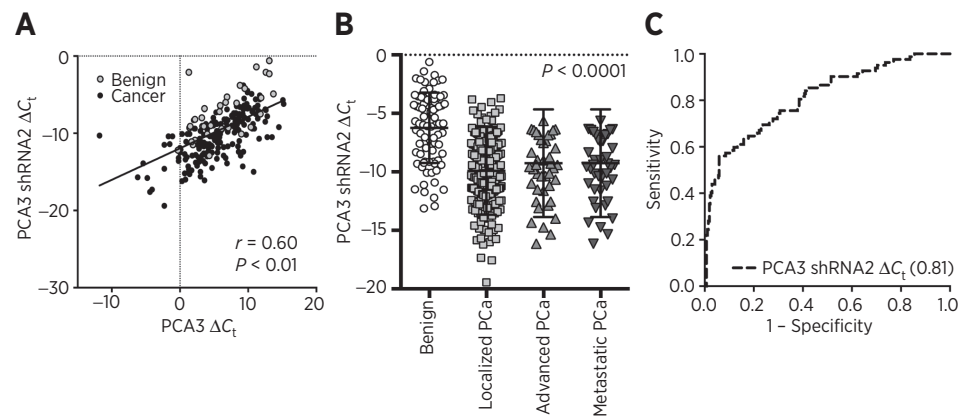 A
PCA3 shRNA2 ΔCt
0
−10
−20
−30
Benign
Cancer
r = 0.60
P < 0.01
−10
0
10
20
PCA3 ΔCt
B
PCA3 shRNA2 ΔCt
0
−5
−10
−15
−20
P < 0.0001
Benign
Localized PCa
Advanced PCa
Metastatic PCa
C
Sensitivity
1.0
0.8
0.6
0.4
0.2
0.0
PCA3 shRNA2 ΔCt (0.81)
0.0
0.2
0.4
0.6
0.8
1.0
1 – Specificity